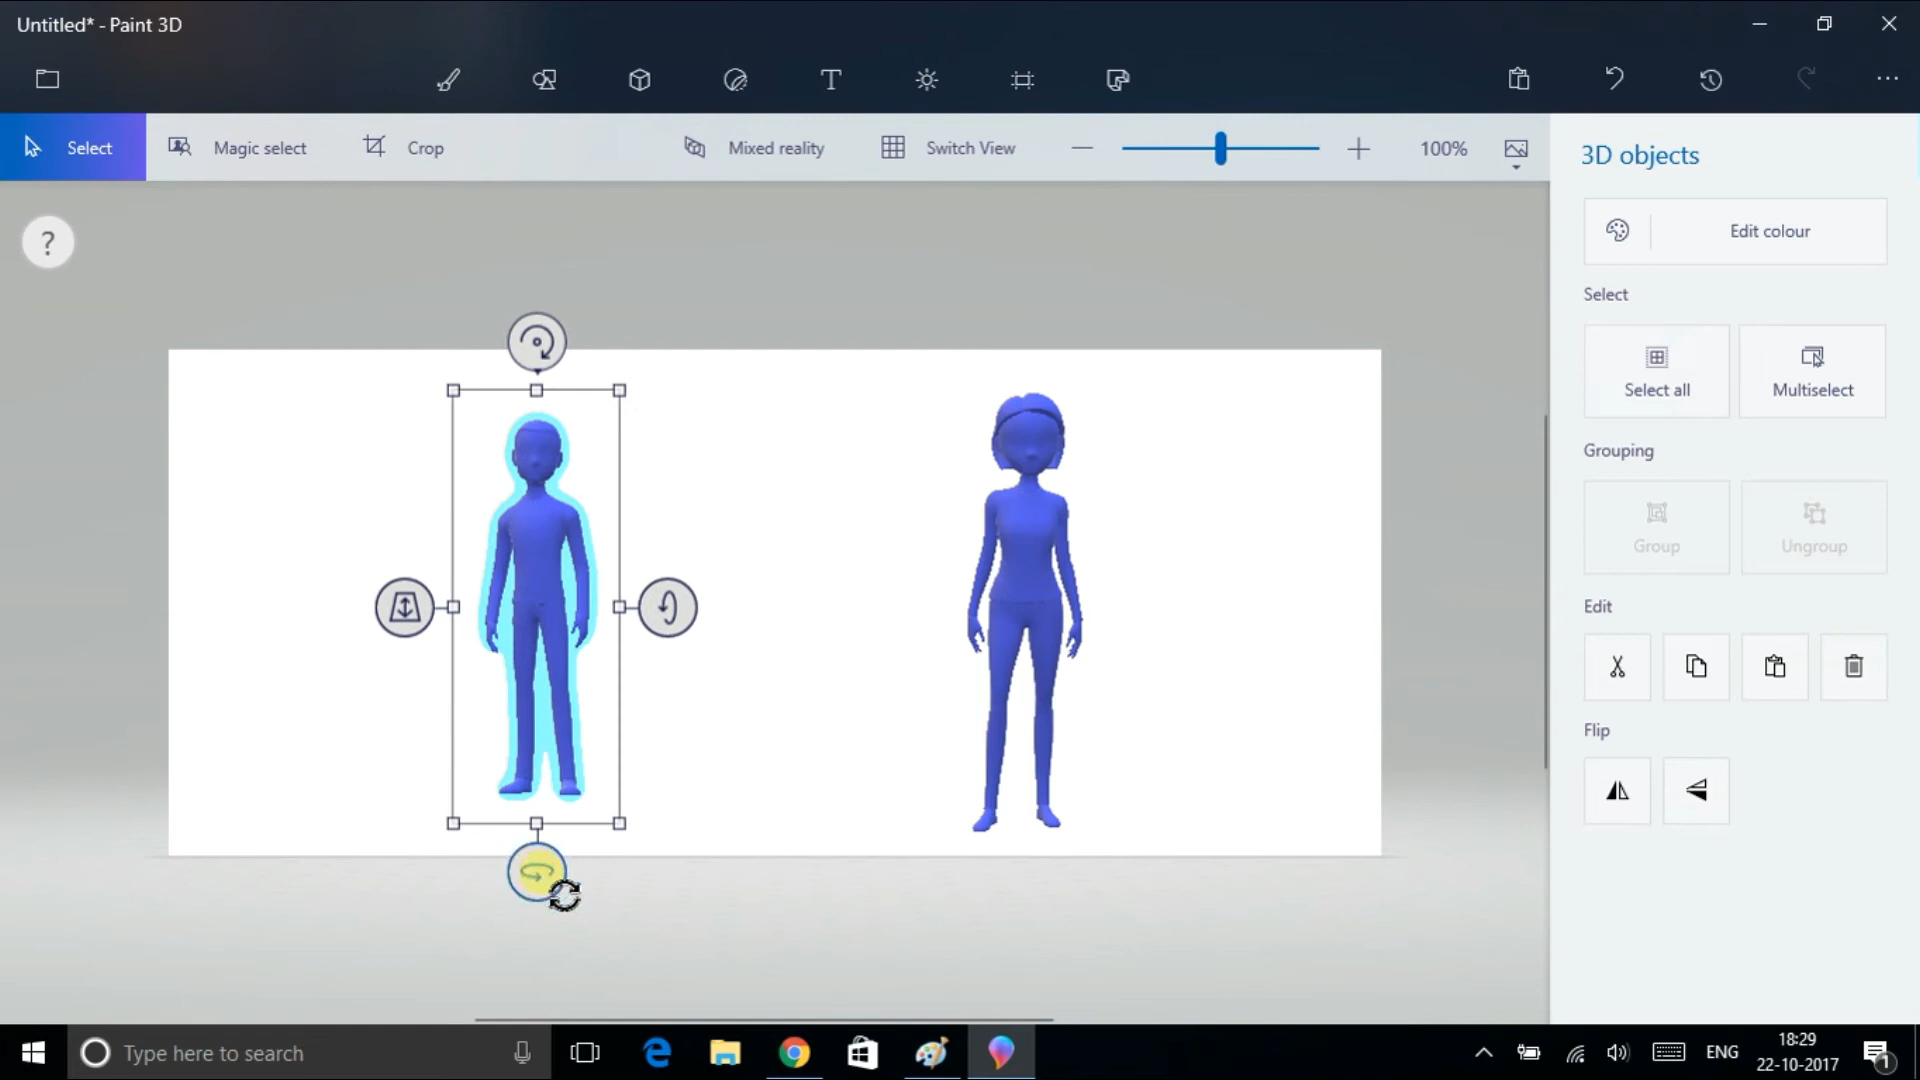 Untitled* - Paint 3D
Select
Magic select
Crop
Mixed reality
Switch View
100%
3D objects
Edit colour
Select
Select all
Multiselect
Grouping
Group
Ungroup
Edit
Flip
?
T
Type here to search
ENG
18:29
22-10-2017
1